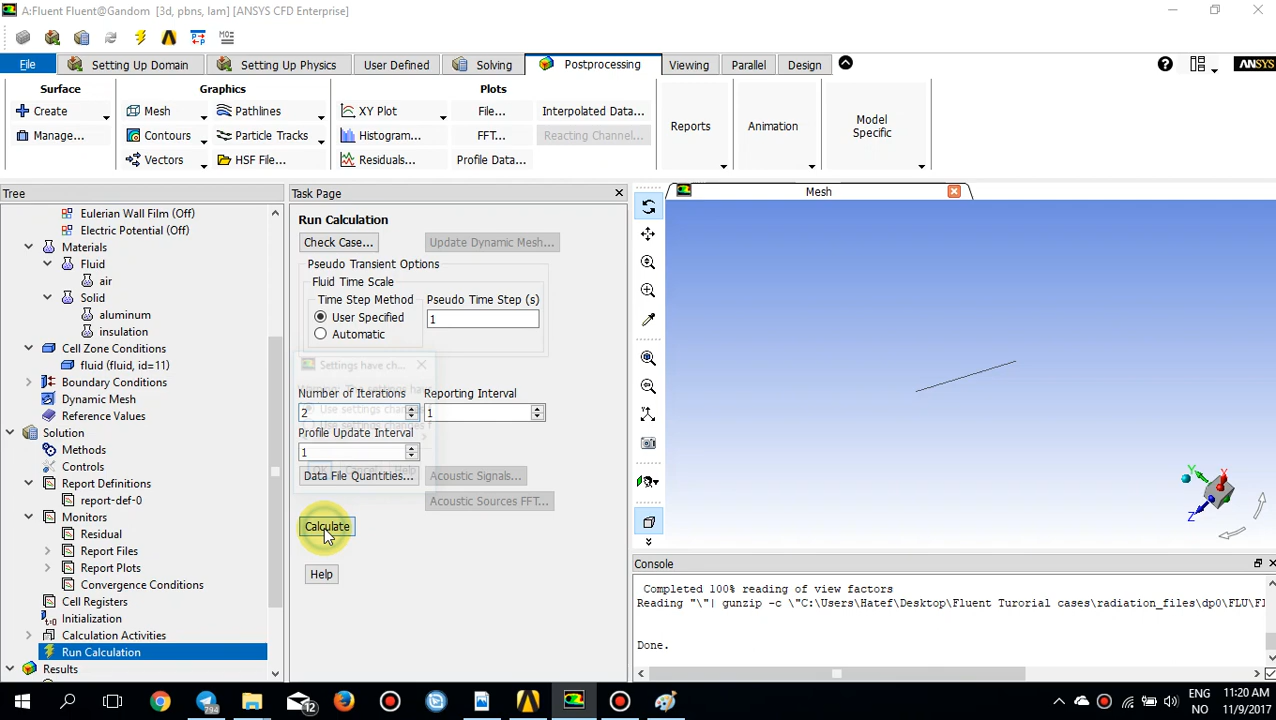 A:Fluent Fluent@Gandom [3d, pbns, lam] [ANSYS CFD Enterprise]
File
Setting Up Domain
Setting Up Physics
User Defined
Solving
Postprocessing
Viewing
Parallel
Design
ANSYS
Surface
Graphics
Plots
Create
Mesh
Pathlines
XY Plot
File...
Interpolated Data...
Manage...
Contours
Particle Tracks
Histogram...
FFT...
Reacting Channel...
Vectors
HSF File...
Residuals...
Profile Data...
Reports
Animation
Model
Specific
Tree
Eulerian Wall Film (Off)
Electric Potential (Off)
Materials
Fluid
air
Solid
aluminum
insulation
Cell Zone Conditions
fluid (fluid, id=11)
Boundary Conditions
Dynamic Mesh
Reference Values
Solution
Methods
Controls
Report Definitions
report-def-0
Monitors
Residual
Report Files
Report Plots
Convergence Conditions
Cell Registers
Initialization
Calculation Activities
Run Calculation
Results
Task Page
Run Calculation
Check Case...
Update Dynamic Mesh...
Pseudo Transient Options
Fluid Time Scale
Time Step Method
Pseudo Time Step (s)
User Specified
1
Automatic
Settings have ch...
Number of Iterations
Reporting Interval
2
1
Profile Update Interval
1
Data File Quantities...
Acoustic Signals...
Acoustic Sources FFT...
Calculate
Help
Mesh
Y
X
Z
Console
Completed 100% reading of view factors
Reading "\"| gunzip -c \"C:\Users\Hatef\Desktop\Fluent Turorial cases\radiation_files\dp0\FLU\Fl
Done.
794
12
ENG
11:20 AM
NO
11/9/2017